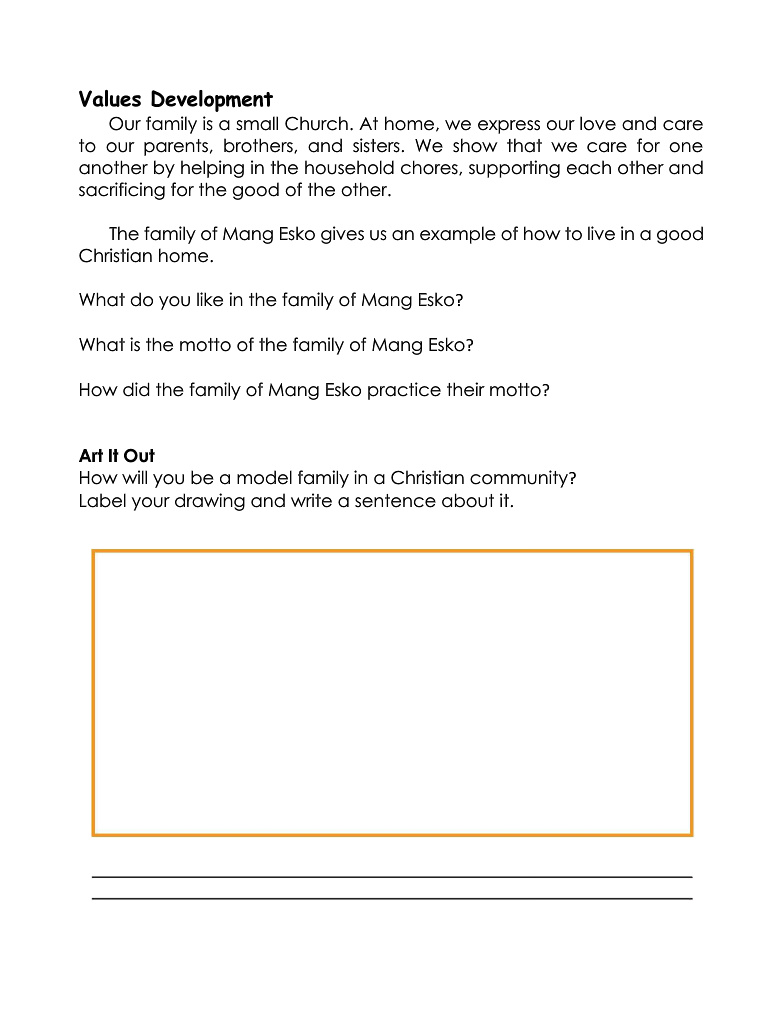 Values Development
Our family is a small Church. At home, we express our love and care
to our parents, brothers, and sisters. We show that we care for one
another by helping in the household chores, supporting each other and
sacrificing for the good of the other.
The family of Mang Esko gives us an example of how to live in a good
Christian home.
What do you like in the family of Mang Esko?
What is the motto of the family of Mang Esko?
How did the family of Mang Esko practice their motto?
Art It Out
How will you be a model family in a Christian community?
Label your drawing and write a sentence about it.